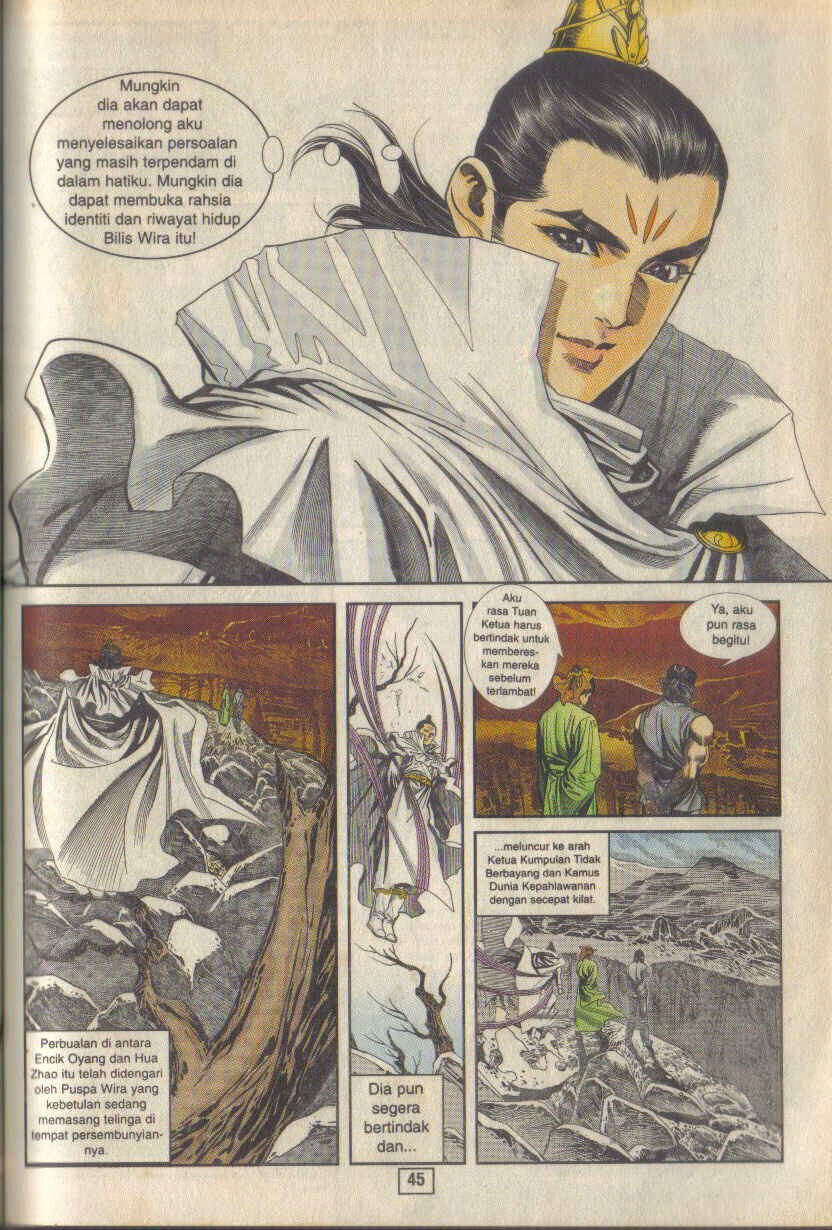 Mungkin
dia akan dapat
menolong aku
menyelesaikan persoalan
yang masih terpendam di
dalam hatiku. Mungkin dia
dapat membuka rahsia
identiti dan riwayat hidup
Bilis Wira itu!
Perbualan di antara
Encik Oyang dan Hua
Zhao itu telah didengari
oleh Puspa Wira yang
kebetulan sedang
memasang telinga di
tempat persembunyian-
nya.
Dia pun
segera
bertindak
dan...
Aku
rasa Tuan
Ketua harus
bertindak untuk
memberes-
kan mereka
sebelum
terlambat!
Ya, aku
pun rasa
begitu!
...meluncur ke arah
Ketua Kumpulan Tidak
Berbayang dan Kamus
Dunia Kepahlawanan
dengan secepat kilat.
45